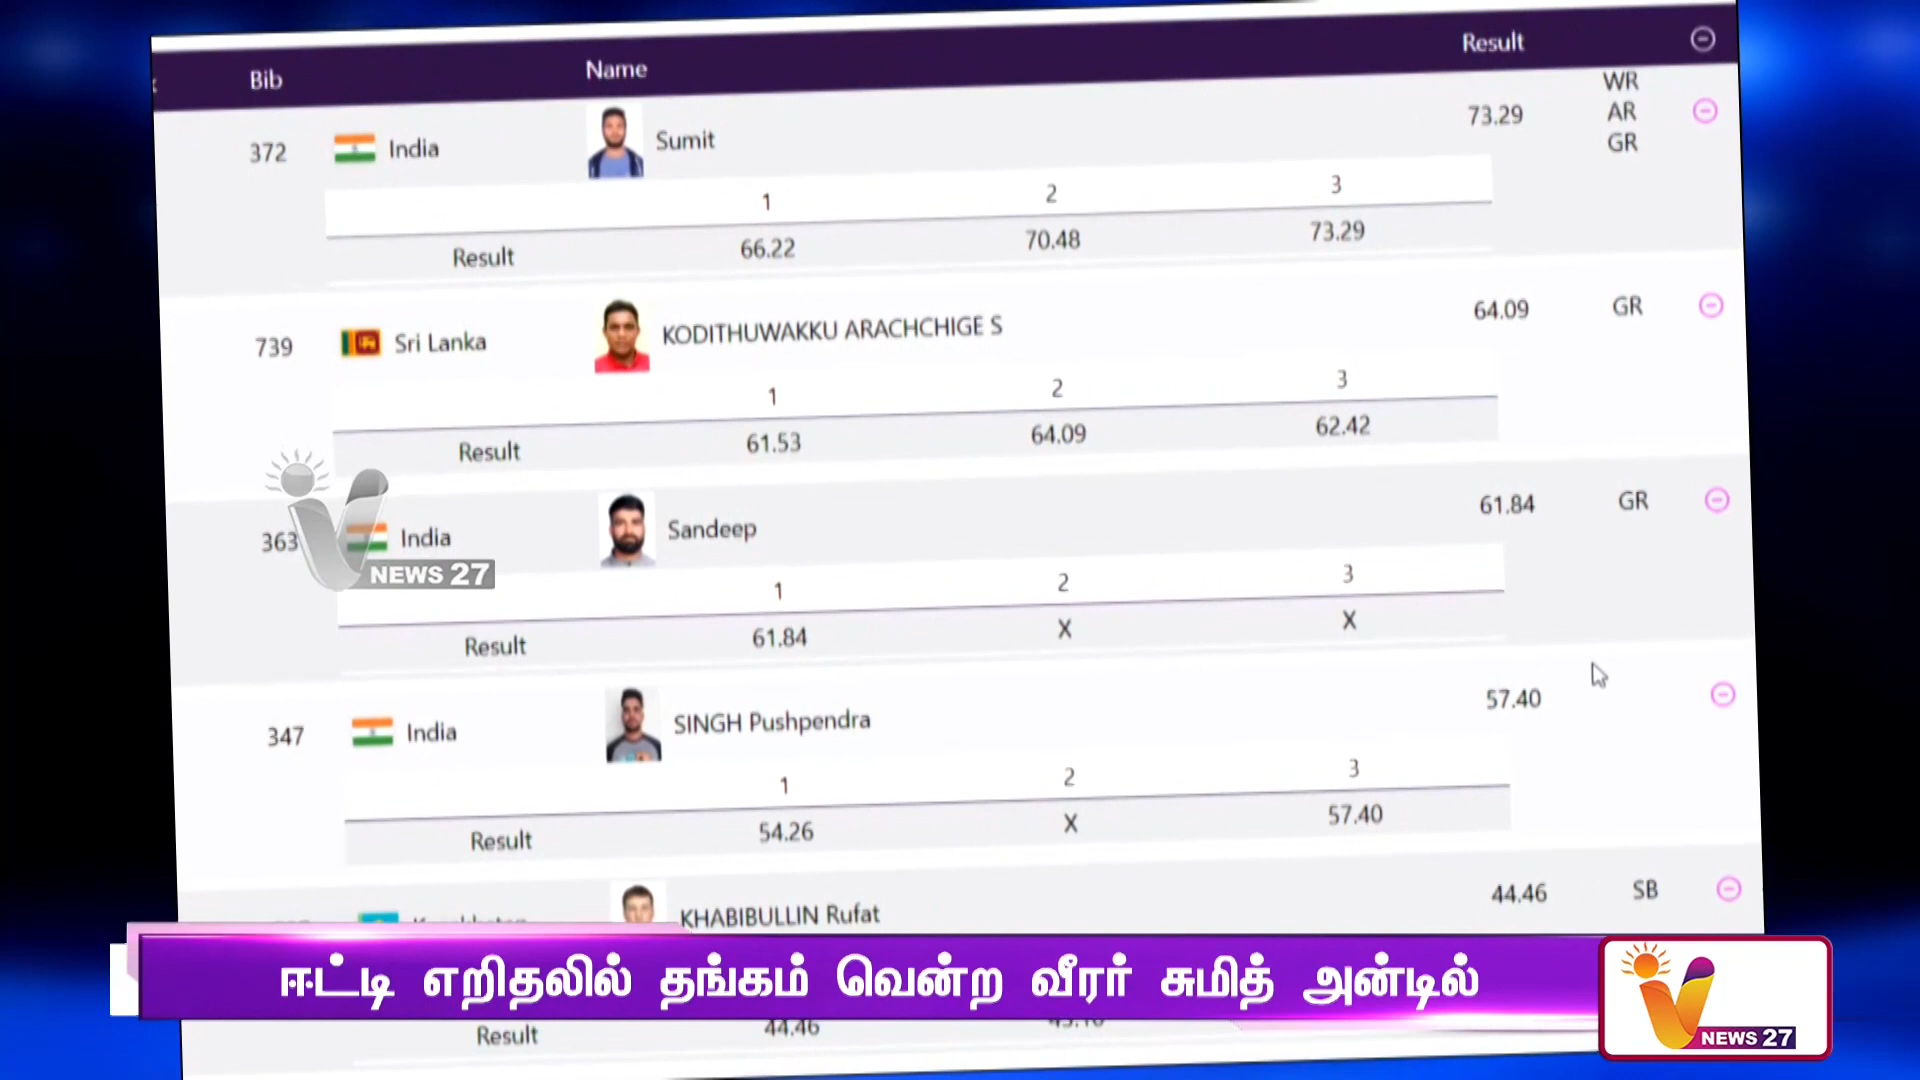 Bib Name Result
372 India Sumit 73.29 WR
AR
GR
1 2 3
Result 66.22 70.48 73.29
739 Sri Lanka KODITHUWAKKU ARACHCHIGE S 64.09 GR
1 2 3
Result 61.53 64.09 62.42
363 India Sandeep 61.84 GR
NEWS 27
1 2 3
Result 61.84 X X
347 India SINGH Pushpendra 57.40
1 2 3
Result 54.26 X 57.40
KHABIBULLIN Rufat 44.46 SB
ஈட்டி எறிதலில் தங்கம் வென்ற வீரர் சுமித் அன்டில்
NEWS 27
Result 44.46